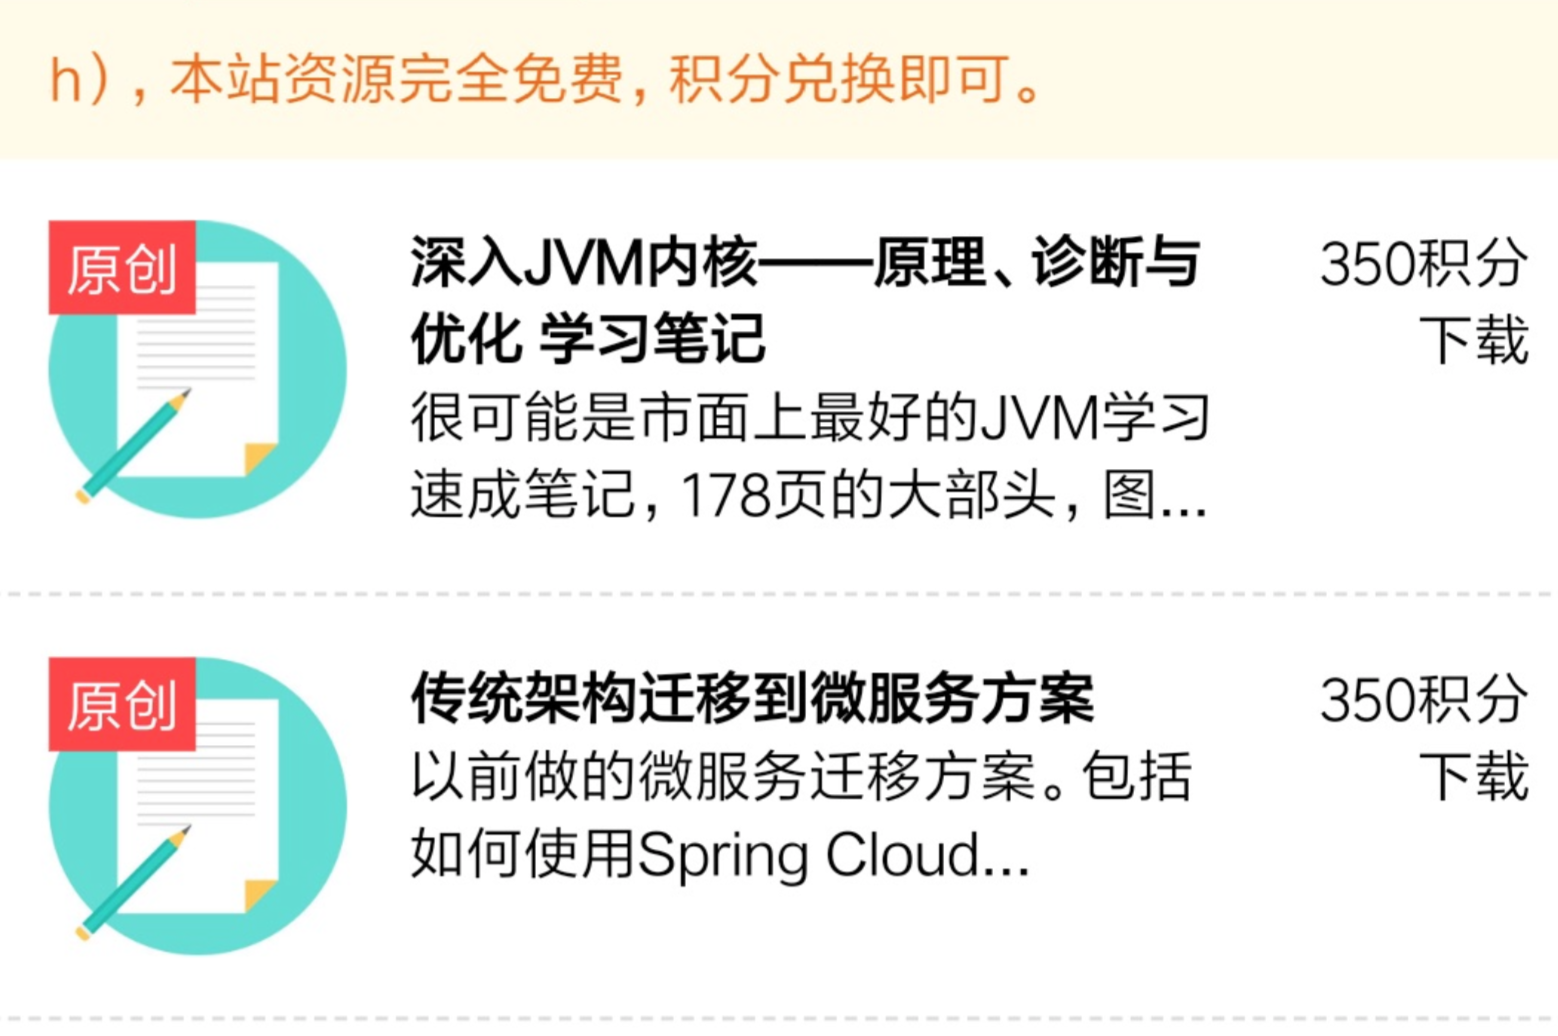 h），本站资源完全免费，积分兑换即可。
原创
深入JVM内核——原理、诊断与
优化 学习笔记
很可能是市面上最好的JVM学习
速成笔记，178页的大部头，图...
350积分
下载
原创
传统架构迁移到微服务方案
以前做的微服务迁移方案。包括
如何使用Spring Cloud...
350积分
下载